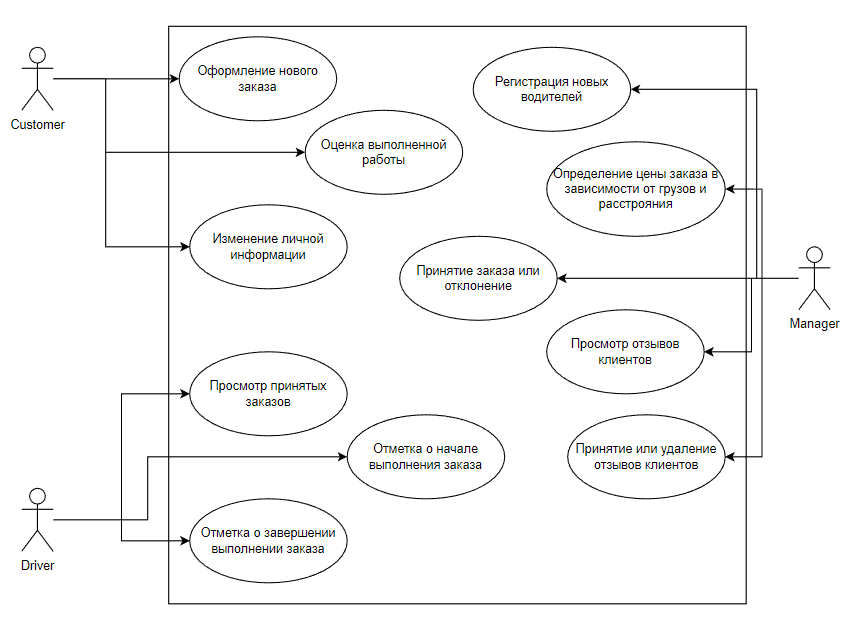 Customer
Оформление нового
заказа
Оценка выполненной
работы
Изменение личной
информации
Регистрация новых
водителей
Определение цены заказа в
зависимости от грузов и
расстрояния
Принятие заказа или
отклонение
Manager
Просмотр отзывов
клиентов
Просмотр принятых
заказов
Отметка о начале
выполнения заказа
Принятие или удаление
отзывов клиентов
Driver
Отметка о завершении
выполнении заказа